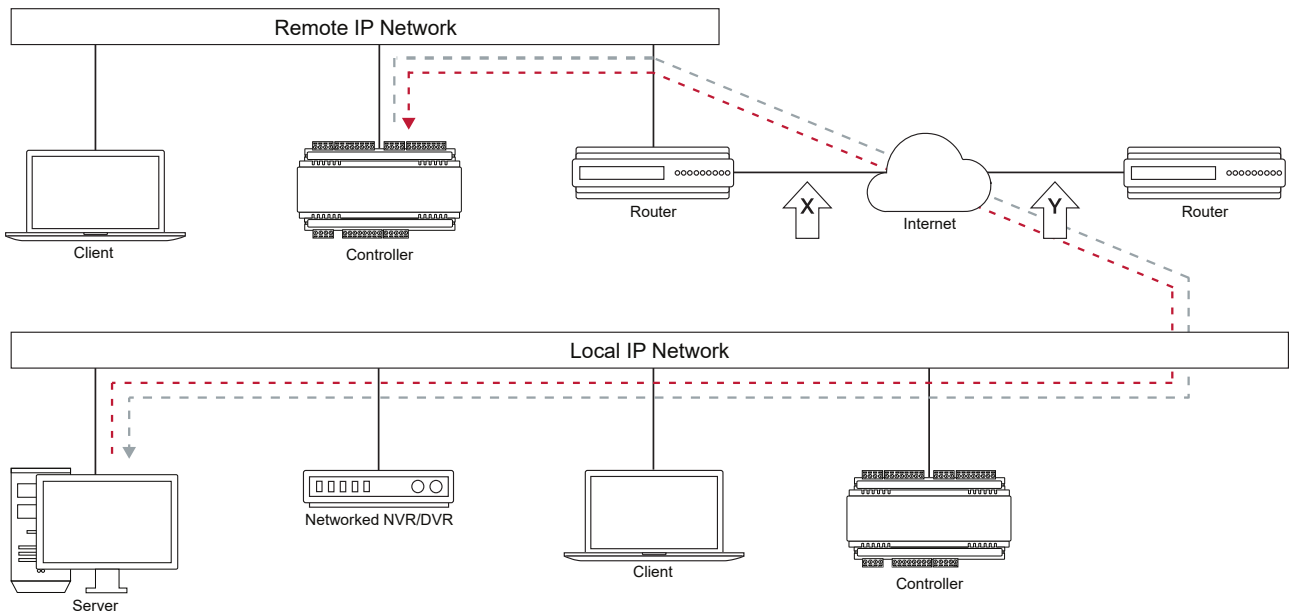 Remote IP Network
Client
Controller
Router
X
Internet
Y
Router
Local IP Network
Server
Networked NVR/DVR
Client
Controller